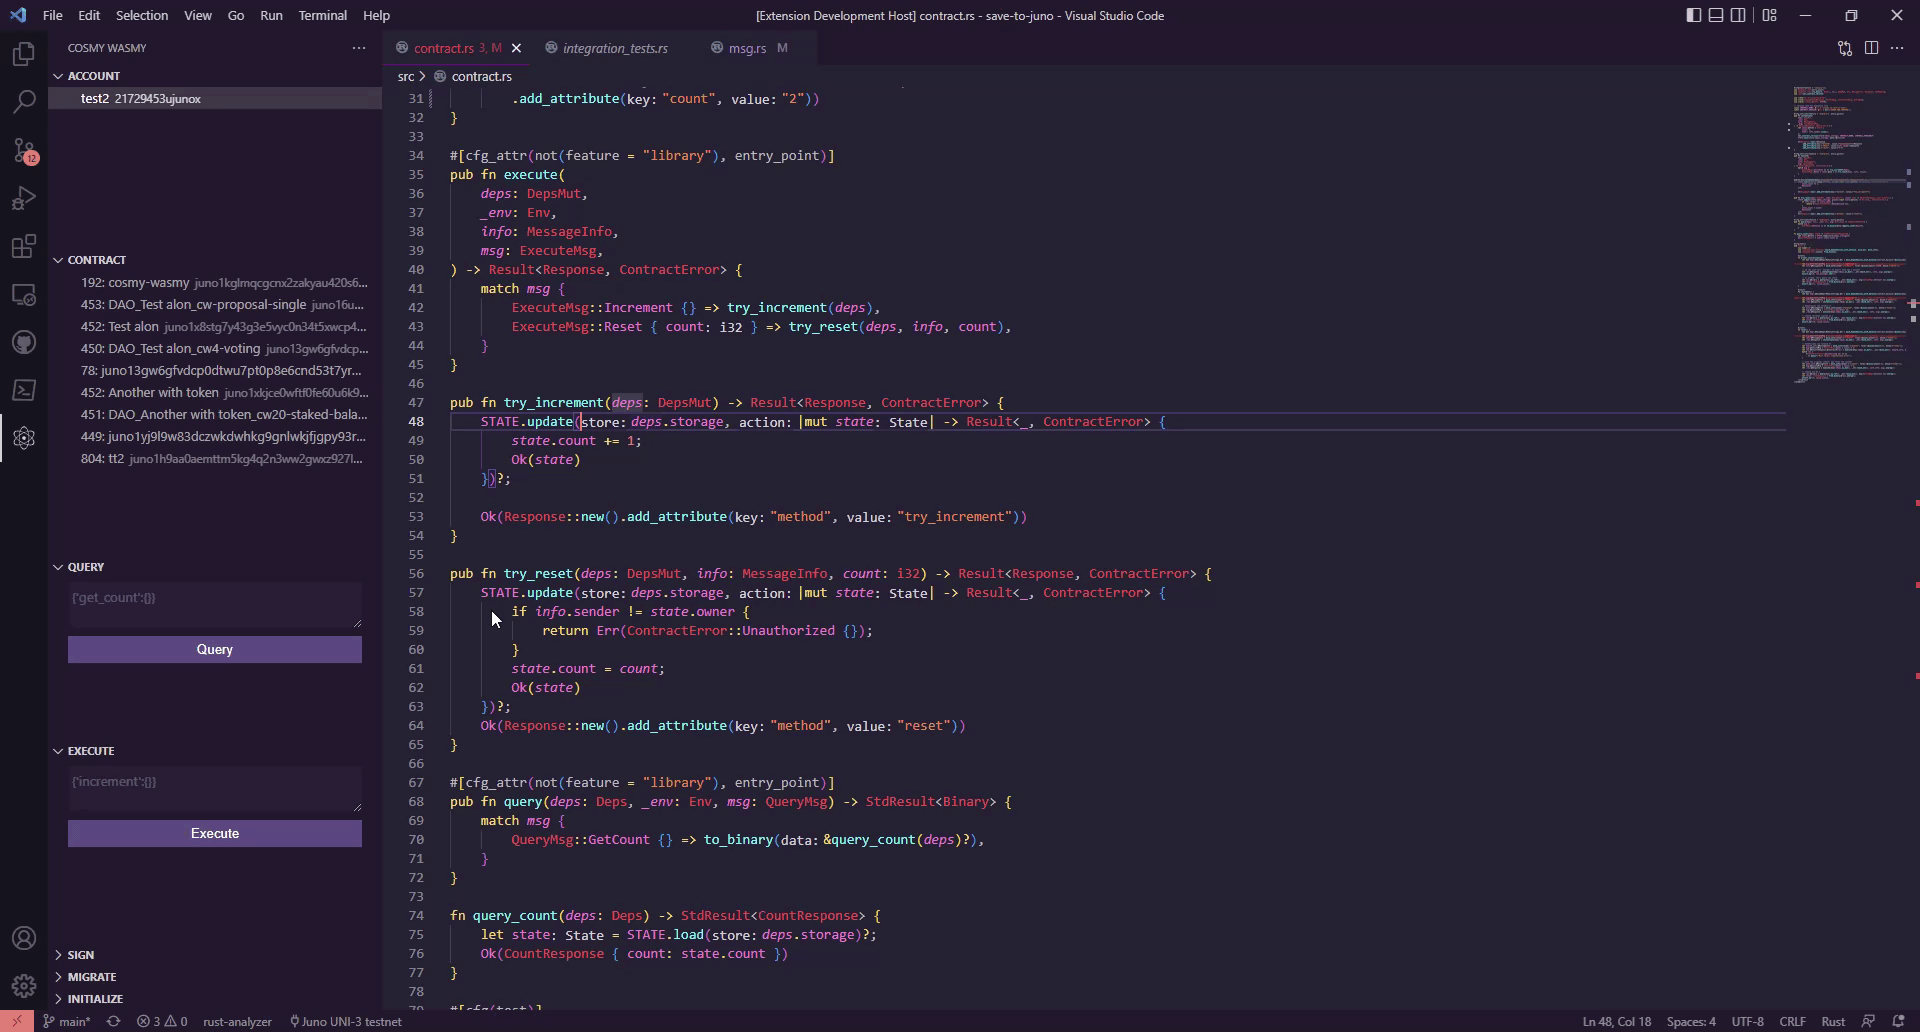 File Edit Selection View Go Run Terminal Help
[Extension Development Host] contract.rs - save-to-juno - Visual Studio Code
COSMY WASMY
ACCOUNT
test2 21729453ujunox
CONTRACT
192: cosmy-wasmy juno1kglmqcgcnx2zakyau420s6...
453: DAO_Test alon_cw-proposal-single juno16u...
452: Test alon juno1x8stg7y43g3e5vyc0n34t5xwcp4...
450: DAO_Test alon_cw4-voting juno13gw6gfvdcp...
78: juno13gw6gfvdcp0dtwu7pt0p8e6cnd53t7yr...
452: Another with token juno1xkjce0wftf0fe60u6k9...
451: DAO_Another with token_cw20-staked-bala...
449: juno1yj9l9w83dczwkdwhkg9gnlwkjfjgpy93r...
804: tt2 juno1h9aa0aemttm5kg4q2n3ww2gwxz927l...
QUERY
{'get_count':{}}
Query
EXECUTE
{'increment':{}}
Execute
SIGN
MIGRATE
INITIALIZE
12
contract.rs 3, M
integration_tests.rs
msg.rs M
src > contract.rs
31 .add_attribute(key: "count", value: "2"))
32 }
33
34 #[cfg_attr(not(feature = "library"), entry_point)]
35 pub fn execute(
36 deps: DepsMut,
37 _env: Env,
38 info: MessageInfo,
39 msg: ExecuteMsg,
40 ) -> Result<Response, ContractError> {
41 match msg {
42 ExecuteMsg::Increment {} => try_increment(deps),
43 ExecuteMsg::Reset { count: i32 } => try_reset(deps, info, count),
44 }
45 }
46
47 pub fn try_increment(deps: DepsMut) -> Result<Response, ContractError> {
48 STATE.update(store: deps.storage, action: |mut state: State| -> Result<_, ContractError> {
49 state.count += 1;
50 Ok(state)
51 })?;
52
53 Ok(Response::new().add_attribute(key: "method", value: "try_increment"))
54 }
55
56 pub fn try_reset(deps: DepsMut, info: MessageInfo, count: i32) -> Result<Response, ContractError> {
57 STATE.update(store: deps.storage, action: |mut state: State| -> Result<_, ContractError> {
58 if info.sender != state.owner {
59 return Err(ContractError::Unauthorized {});
60 }
61 state.count = count;
62 Ok(state)
63 })?;
64 Ok(Response::new().add_attribute(key: "method", value: "reset"))
65 }
66
67 #[cfg_attr(not(feature = "library"), entry_point)]
68 pub fn query(deps: Deps, _env: Env, msg: QueryMsg) -> StdResult<Binary> {
69 match msg {
70 QueryMsg::GetCount {} => to_binary(data: &query_count(deps)?),
71 }
72 }
73
74 fn query_count(deps: Deps) -> StdResult<CountResponse> {
75 let state: State = STATE.load(store: deps.storage)?;
76 Ok(CountResponse { count: state.count })
77 }
78
79 #[cfg(test)]
main* 3 0 rust-analyzer Juno UNI-3 testnet
Ln 48, Col 18 Spaces: 4 UTF-8 CRLF Rust